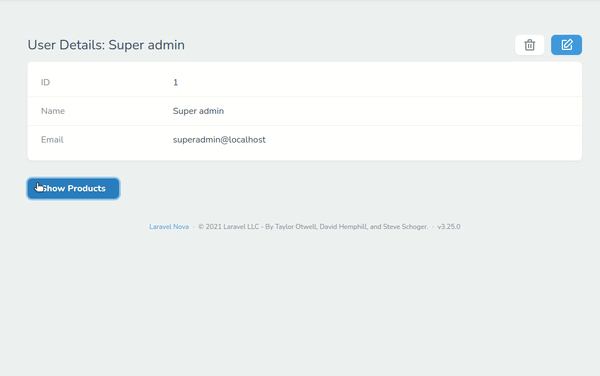 User Details: Super admin
ID 1
Name Super admin
Email superadmin@localhost
Show Products
Laravel Nova · © 2021 Laravel LLC - By Taylor Otwell, David Hemphill, and Steve Schoger. · v3.25.0